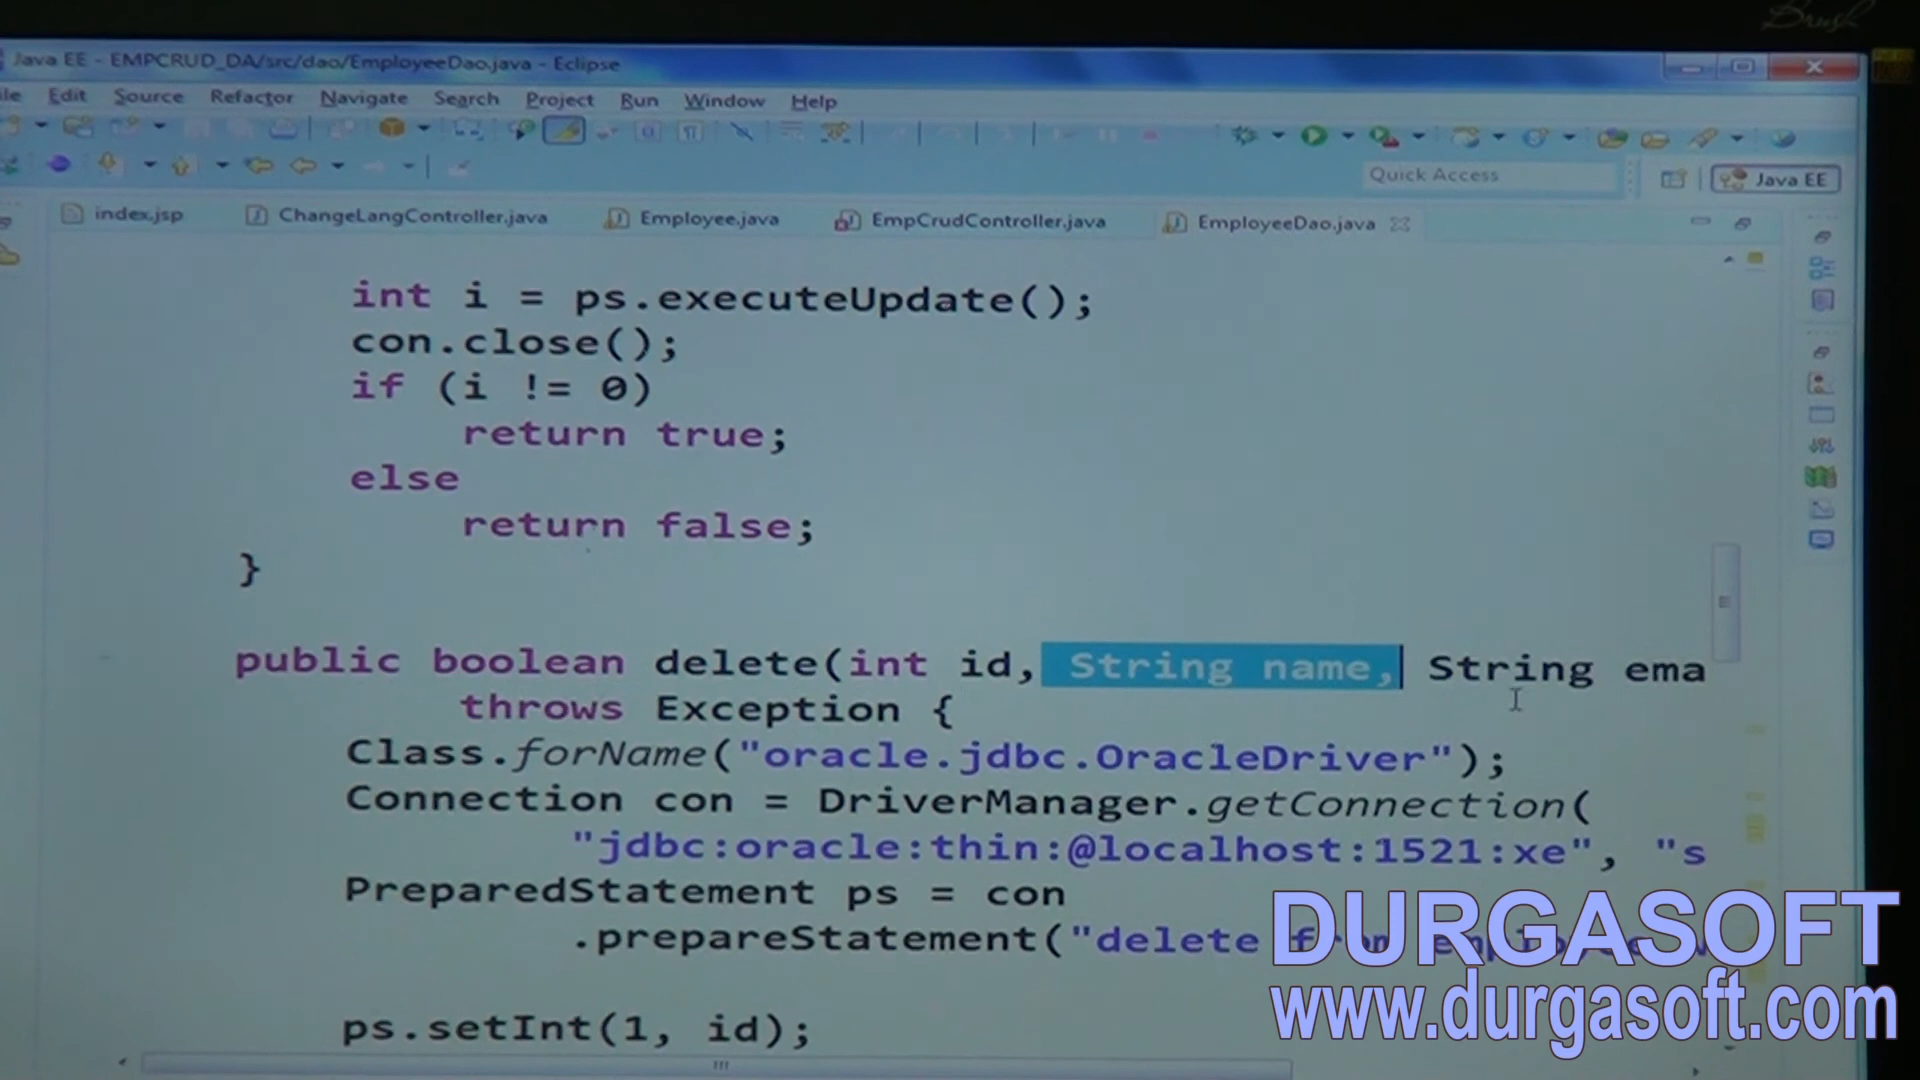 Brush
Java EE - EMPCRUD_DA/src/dao/EmployeeDao.java - Eclipse
Edit Source Refactor Navigate Search Project Run Window Help
Quick Access
Java EE
index.jsp ChangeLangController.java Employee.java EmpCrudController.java EmployeeDao.java
int i = ps.executeUpdate();
con.close();
if (i != 0)
return true;
else
return false;
}
public boolean delete(int id, String name, String ema
throws Exception {
Class.forName("oracle.jdbc.OracleDriver");
Connection con = DriverManager.getConnection(
"jdbc:oracle:thin:@localhost:1521:xe", "s
PreparedStatement ps = con
.prepareStatement("delete from
ps.setInt(1, id);
DURGASOFT
www.durgasoft.com